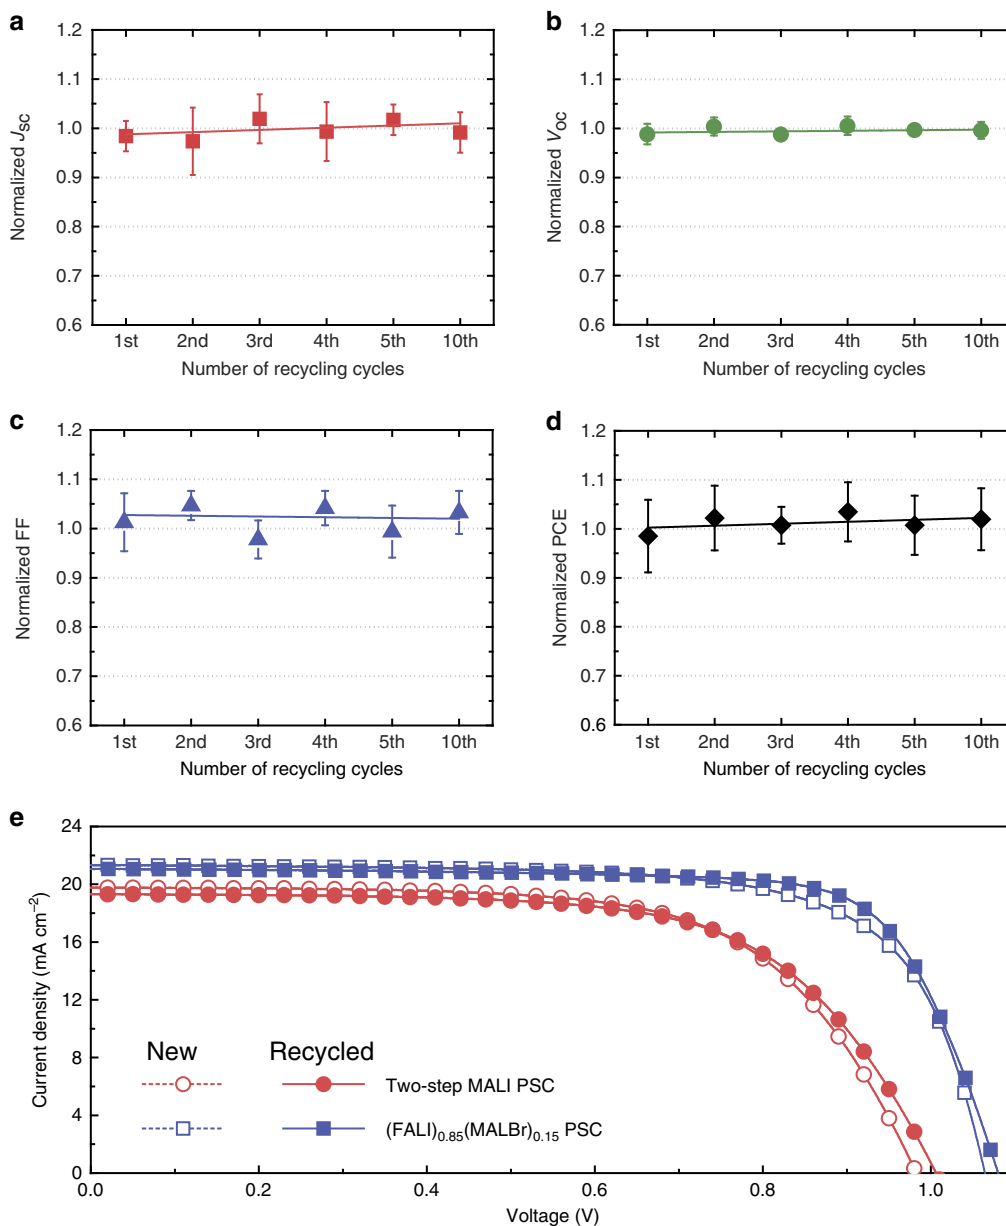 a
1.2
1.1
1.0
0.9
0.8
0.7
0.6
Normalized JSC
1st 2nd 3rd 4th 5th 10th
Number of recycling cycles
b
1.2
1.1
1.0
0.9
0.8
0.7
0.6
Normalized VOC
1st 2nd 3rd 4th 5th 10th
Number of recycling cycles
c
1.2
1.1
1.0
0.9
0.8
0.7
0.6
Normalized FF
1st 2nd 3rd 4th 5th 10th
Number of recycling cycles
d
1.2
1.1
1.0
0.9
0.8
0.7
0.6
Normalized PCE
1st 2nd 3rd 4th 5th 10th
Number of recycling cycles
e
24
20
16
12
8
4
0
Current density (mA cm−2)
New Recycled
Two-step MALI PSC
(FALI)0.85(MALBr)0.15 PSC
0.0 0.2 0.4 0.6 0.8 1.0
Voltage (V)